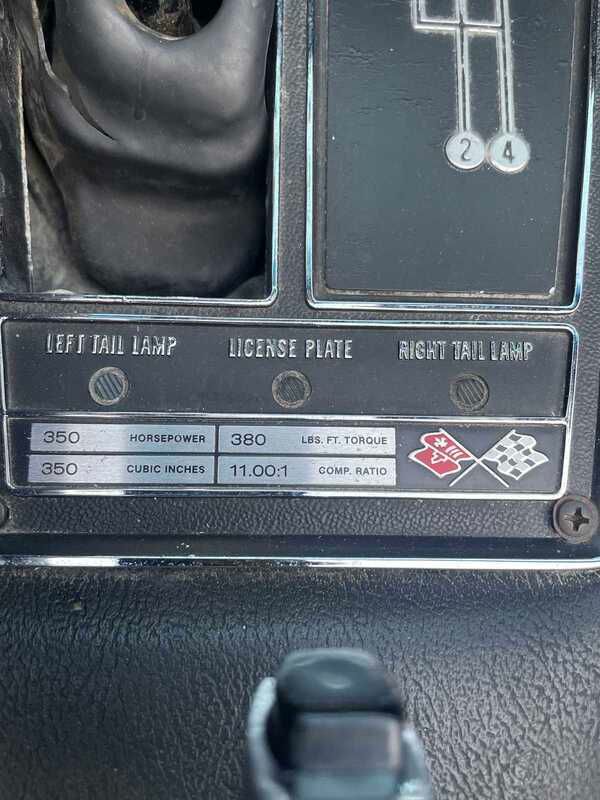 2 4
LEFT TAIL LAMP LICENSE PLATE RIGHT TAIL LAMP
350 HORSEPOWER 380 LBS. FT. TORQUE
350 CUBIC INCHES 11.00:1 COMP. RATIO